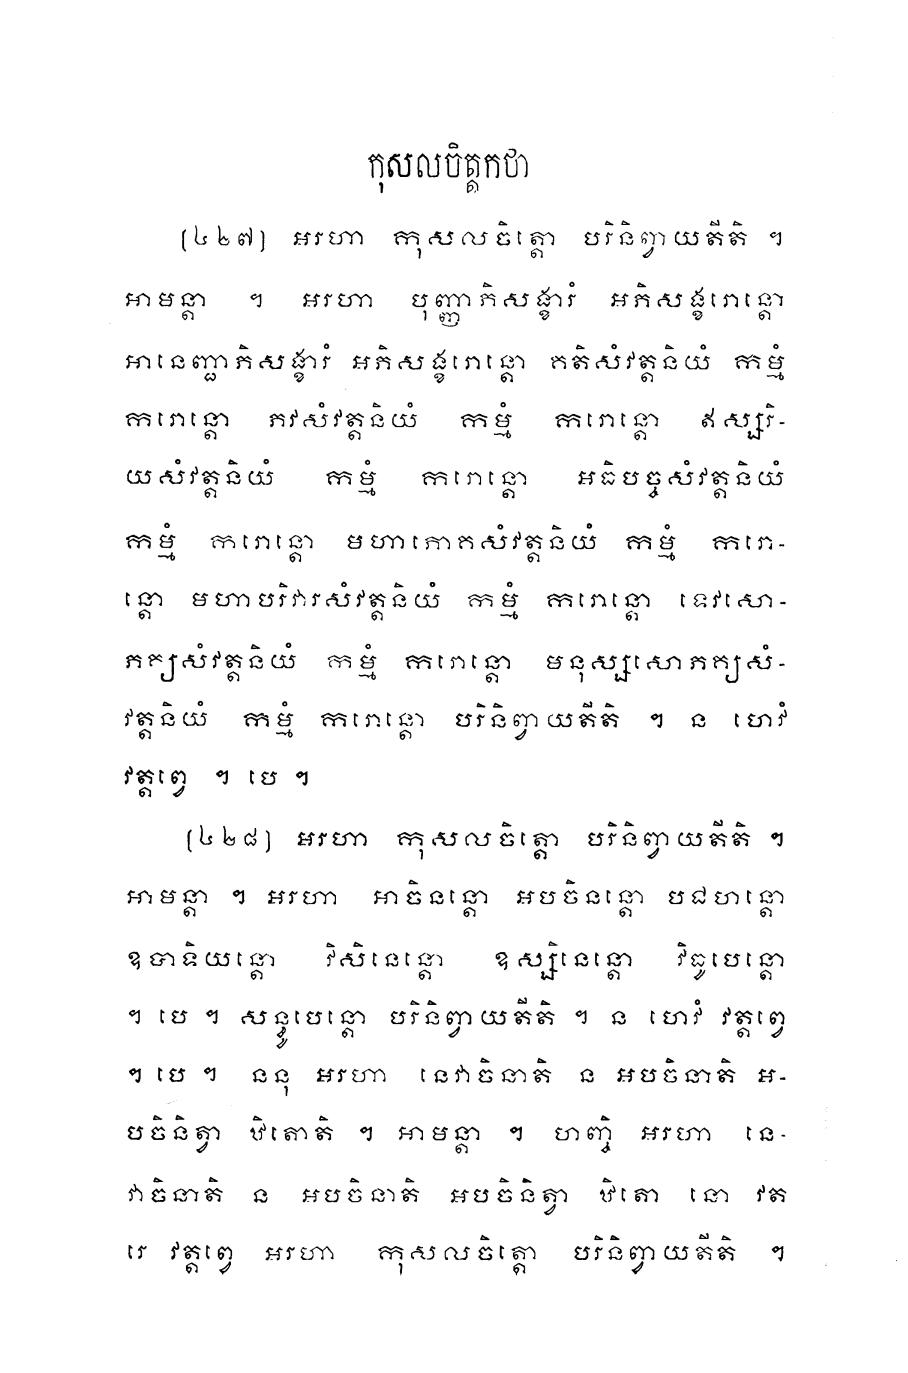 កុសលចិត្តកថា
(៤២៧) អរហា កុសលចិត្តោ បរិនិព្វាយតីតិ ។
អាមន្តា ។ អរហា បុញ្ញាភិសង្ខារំ អភិសង្ខរោន្តោ
អានេញ្ជាភិសង្ខារំ អភិសង្ខរោន្តោ គតិសំវត្តនិយំ កម្មំ
ករោន្តោ ភវសំវត្តនិយំ កម្មំ ករោន្តោ ឥស្សរិ-
យសំវត្តនិយំ កម្មំ ករោន្តោ អធិបច្ចសំវត្តនិយំ
កម្មំ ករោន្តោ មហាភោគសំវត្តនិយំ កម្មំ ករោ-
ន្តោ មហាបរិវារសំវត្តនិយំ កម្មំ ករោន្តោ ទេវសោ-
ភគ្យសំវត្តនិយំ កម្មំ ករោន្តោ មនុស្សសោភគ្យសំ-
វត្តនិយំ កម្មំ ករោន្តោ បរិនិព្វាយតីតិ ។ ន ហេវំ
វត្តព្វេ ។ បេ ។
(៤២៨) អរហា កុសលចិត្តោ បរិនិព្វាយតីតិ ។
អាមន្តា ។ អរហា អាចិនន្តោ អបចិនន្តោ បជហន្តោ
ឧបាទិយន្តោ វិសិនេន្តោ ឧស្សិនេន្តោ វិធូបេន្តោ
។ បេ ។ សន្ធូបេន្តោ បរិនិព្វាយតីតិ ។ ន ហេវំ វត្តព្វេ
។ បេ ។ ននុ អរហា នេវាចិនាតិ ន អបចិនាតិ អ-
បចិនិត្វា ឋិតោតិ ។ អាមន្តា ។ ហញ្ចិ អរហា នេ-
វាចិនាតិ ន អបចិនាតិ អបចិនិត្វា ឋិតោ នោ វត
រេ វត្តព្វេ អរហា កុសលចិត្តោ បរិនិព្វាយតីតិ ។